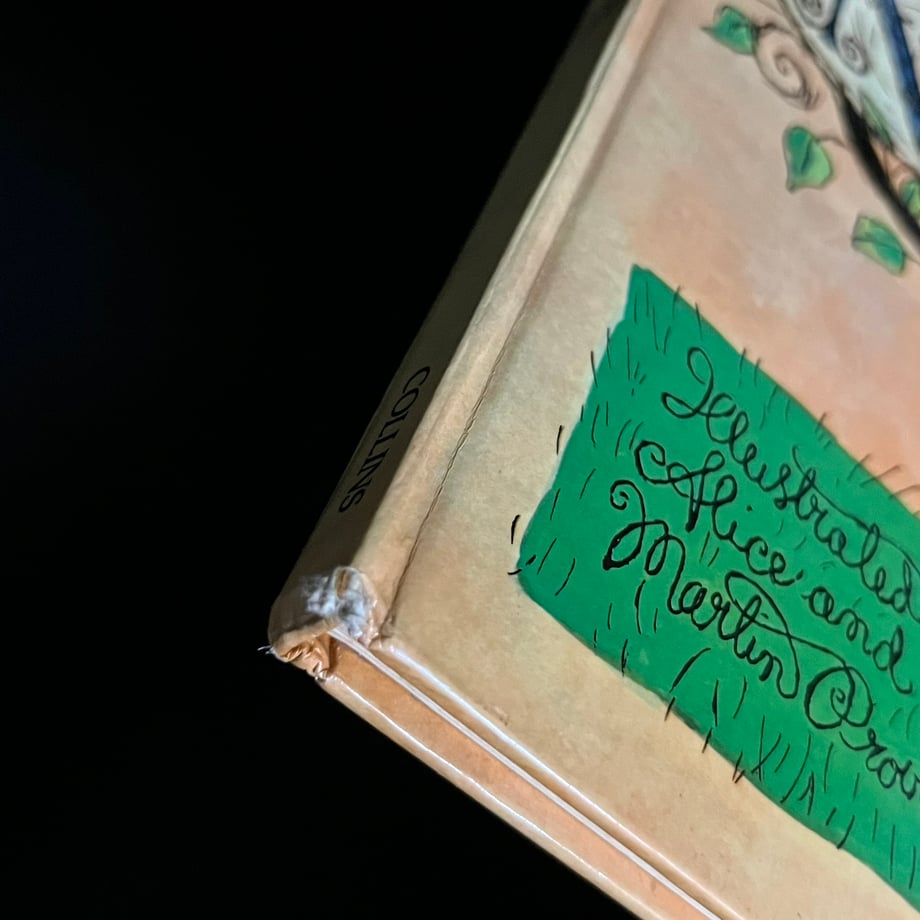 COLLINS
Illustrated
Alice and
Martin